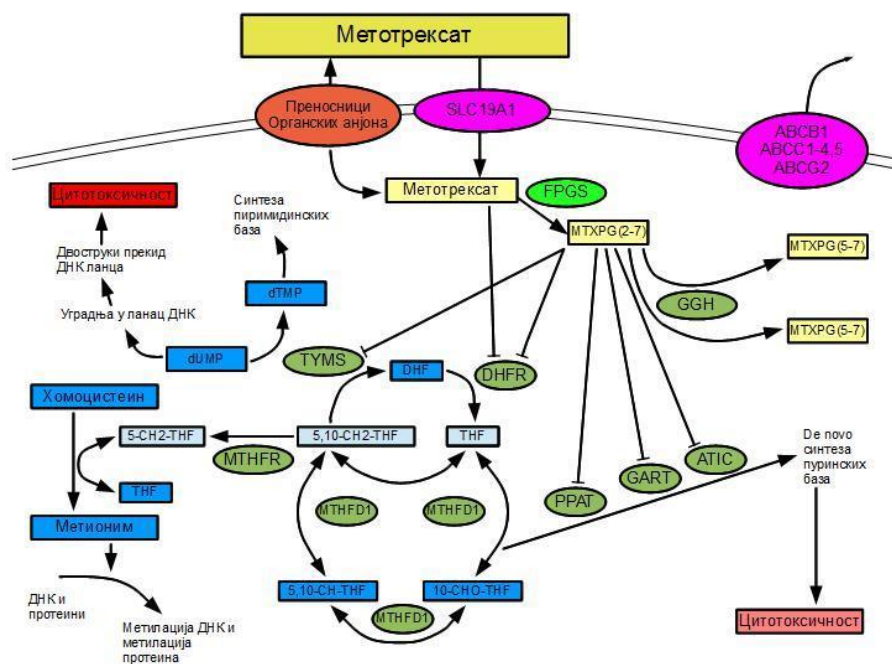 Метотрексат
Преносници
Органских анјона
SLC19A1
ABCB1
ABCC1-4,5
ABCG2
Цитотоксичност
Синтеза
пиримидинских
база
Метотрексат
FPGS
MTXPG(2-7)
MTXPG(5-7)
Двоструки прекид
ДНК ланца
dTMP
GGH
Уградња у ланац ДНК
MTXPG(5-7)
dUMP
TYMS
DHF
DHFR
Хомоцистеин
5-CH2-THF
5,10-CH2-THF
THF
MTHFR
ATIC
De novo
синтеза
пуринских
база
GART
PPAT
THF
MTHFD1
MTHFD1
Метионим
5,10-CH-THF
10-CHO-THF
MTHFD1
ДНК и
протеини
Метилација ДНК и
метилација
протеина
Цитотоксичност